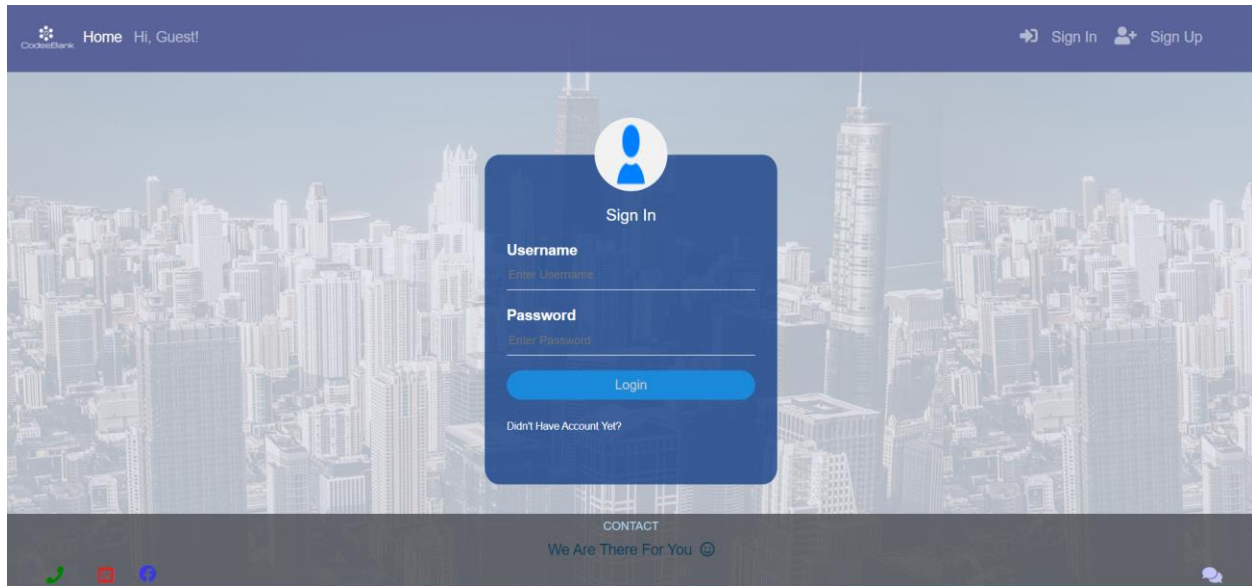 CodeeBank Home Hi, Guest! Sign In Sign Up
Sign In
Username
Enter Username
Password
Enter Password
Login
Didn't Have Account Yet?
CONTACT
We Are There For You